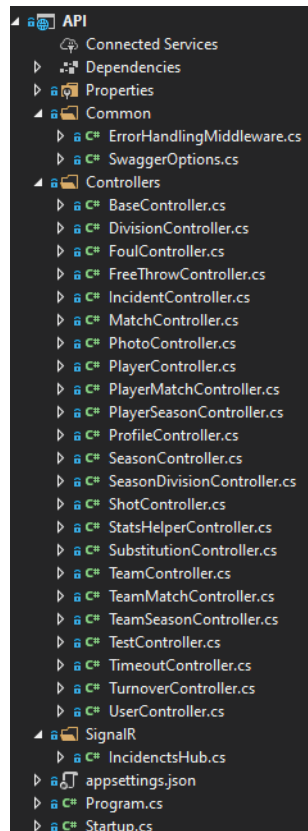 API
Connected Services
Dependencies
Properties
Common
C# ErrorHandlingMiddleware.cs
C# SwaggerOptions.cs
Controllers
C# BaseController.cs
C# DivisionController.cs
C# FoulController.cs
C# FreeThrowController.cs
C# IncidentController.cs
C# MatchController.cs
C# PhotoController.cs
C# PlayerController.cs
C# PlayerMatchController.cs
C# PlayerSeasonController.cs
C# ProfileController.cs
C# SeasonController.cs
C# SeasonDivisionController.cs
C# ShotController.cs
C# StatsHelperController.cs
C# SubstitutionController.cs
C# TeamController.cs
C# TeamMatchController.cs
C# TeamSeasonController.cs
C# TestController.cs
C# TimeoutController.cs
C# TurnoverController.cs
C# UserController.cs
SignalR
C# IncidenctsHub.cs
appsettings.json
C# Program.cs
C# Startup.cs